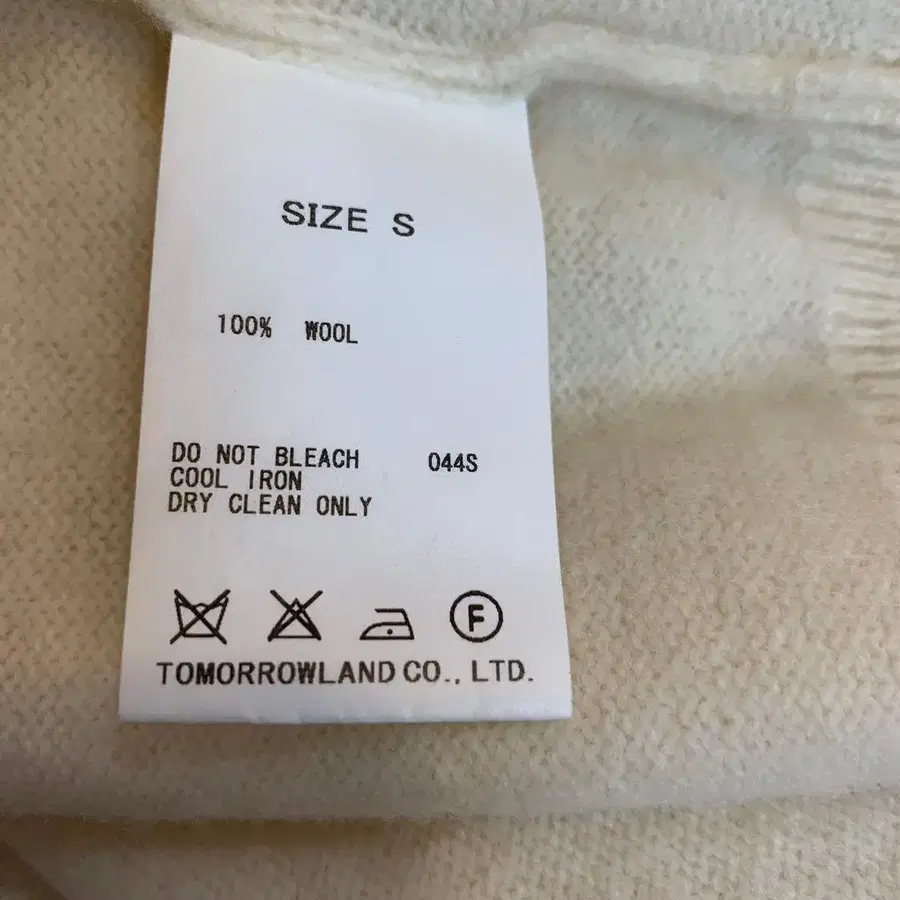 SIZE S
100% WOOL
DO NOT BLEACH 044S
COOL IRON
DRY CLEAN ONLY
F
TOMORROWLAND CO., LTD.